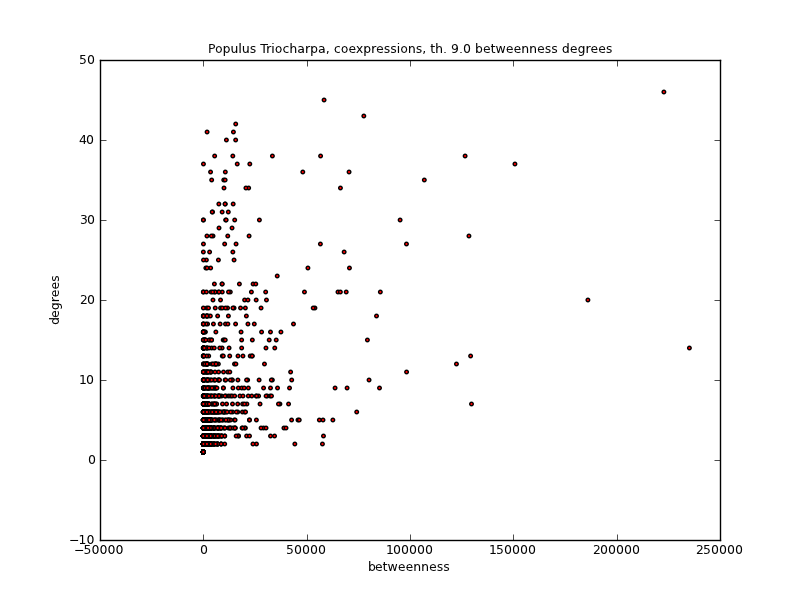 Populus Triocharpa, coexpressions, th. 9.0 betweenness degrees
50
40
30
20
10
0
−10
degrees
−50000 0 50000 100000 150000 200000 250000
betweenness